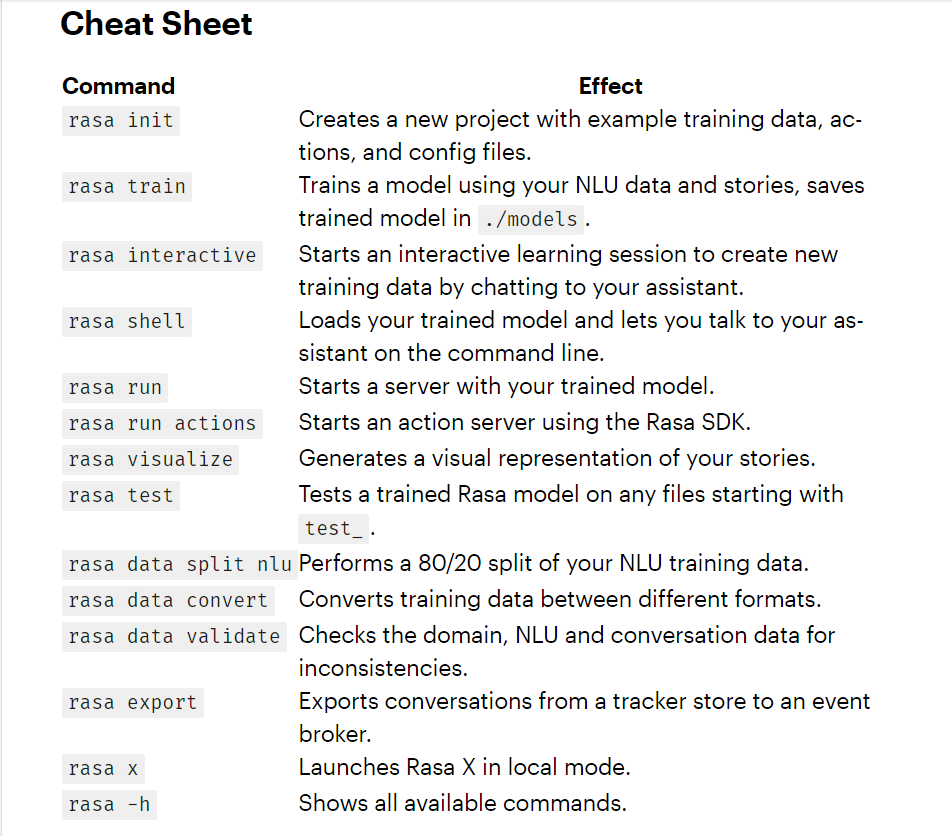 Cheat Sheet
Command Effect
rasa init Creates a new project with example training data, ac-
tions, and config files.
rasa train Trains a model using your NLU data and stories, saves
trained model in ./models.
rasa interactive Starts an interactive learning session to create new
training data by chatting to your assistant.
rasa shell Loads your trained model and lets you talk to your as-
sistant on the command line.
rasa run Starts a server with your trained model.
rasa run actions Starts an action server using the Rasa SDK.
rasa visualize Generates a visual representation of your stories.
rasa test Tests a trained Rasa model on any files starting with
test_.
rasa data split nlu Performs a 80/20 split of your NLU training data.
rasa data convert Converts training data between different formats.
rasa data validate Checks the domain, NLU and conversation data for
inconsistencies.
rasa export Exports conversations from a tracker store to an event
broker.
rasa x Launches Rasa X in local mode.
rasa -h Shows all available commands.